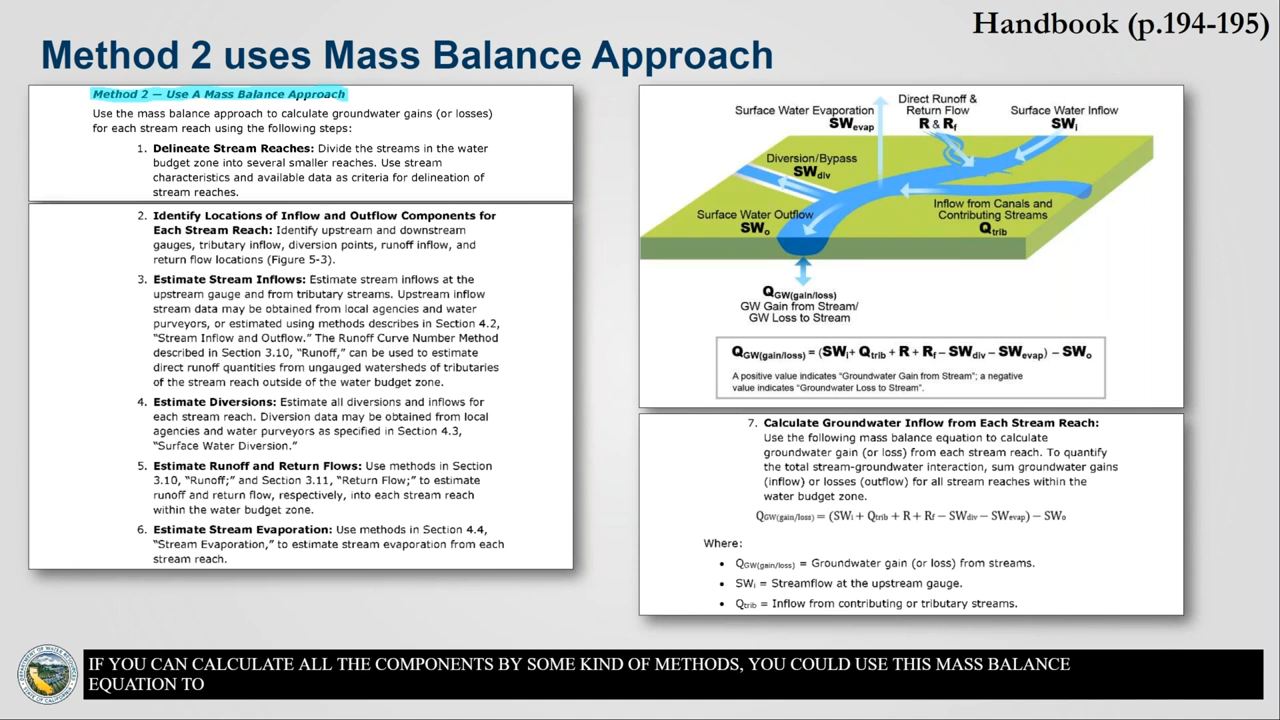 Handbook (p.194-195)
Method 2 uses Mass Balance Approach
Method 2 — Use A Mass Balance Approach
Use the mass balance approach to calculate groundwater gains (or losses)
for each stream reach using the following steps:
1. Delineate Stream Reaches: Divide the streams in the water
budget zone into several smaller reaches. Use stream
characteristics and available data as criteria for delineation of
stream reaches.
2. Identify Locations of Inflow and Outflow Components for
Each Stream Reach: Identify upstream and downstream
gauges, tributary inflow, diversion points, runoff inflow, and
return flow locations (Figure 5-3).
3. Estimate Stream Inflows: Estimate stream inflows at the
upstream gauge and from tributary streams. Upstream inflow
stream data may be obtained from local agencies and water
purveyors, or estimated using methods describes in Section 4.2,
“Stream Inflow and Outflow.” The Runoff Curve Number Method
described in Section 3.10, “Runoff,” can be used to estimate
direct runoff quantities from ungauged watersheds of tributaries
of the stream reach outside of the water budget zone.
4. Estimate Diversions: Estimate all diversions and inflows for
each stream reach. Diversion data may be obtained from local
agencies and water purveyors as specified in Section 4.3,
“Surface Water Diversion.”
5. Estimate Runoff and Return Flows: Use methods in Section
3.10, “Runoff;” and Section 3.11, “Return Flow;” to estimate
runoff and return flow, respectively, into each stream reach
within the water budget zone.
6. Estimate Stream Evaporation: Use methods in Section 4.4,
“Stream Evaporation,” to estimate stream evaporation from each
stream reach.
Surface Water Evaporation
SWevap
Direct Runoff &
Return Flow
R & Rf
Surface Water Inflow
SWi
Diversion/Bypass
SWdiv
Surface Water Outflow
SWo
Inflow from Canals and
Contributing Streams
Qtrib
QGW(gain/loss)
GW Gain from Stream/
GW Loss to Stream
QGW(gain/loss) = (SWi+ Qtrib + R + Rf – SWdiv – SWevap) – SWo
A positive value indicates “Groundwater Gain from Stream”; a negative
value indicates “Groundwater Loss to Stream”.
7. Calculate Groundwater Inflow from Each Stream Reach:
Use the following mass balance equation to calculate
groundwater gain (or loss) from each stream reach. To quantify
the total stream-groundwater interaction, sum groundwater gains
(inflow) or losses (outflow) for all stream reaches within the
water budget zone.
QGW(gain/loss) = (SWi + Qtrib + R + Rf – SWdiv – SWevap) – SWo
Where:
• QGW(gain/loss) = Groundwater gain (or loss) from streams.
• SWi = Streamflow at the upstream gauge.
• Qtrib = Inflow from contributing or tributary streams.
IF YOU CAN CALCULATE ALL THE COMPONENTS BY SOME KIND OF METHODS, YOU COULD USE THIS MASS BALANCE
EQUATION TO